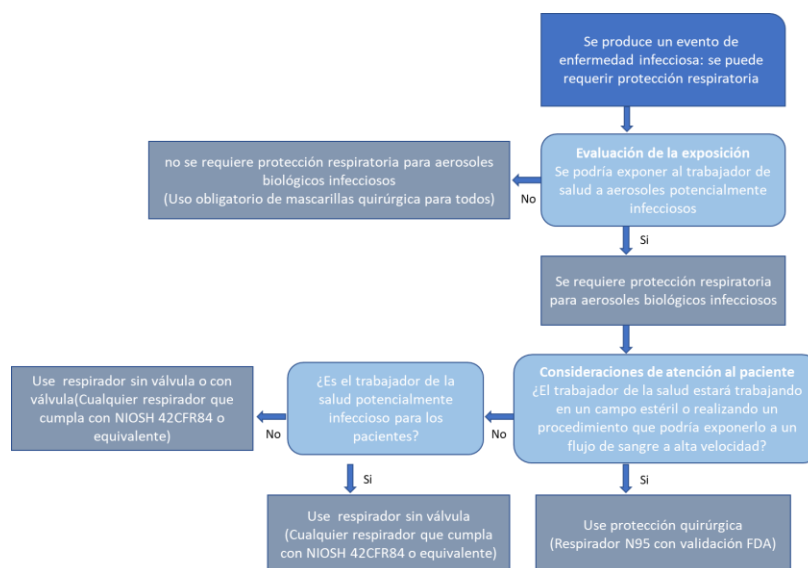 Se produce un evento de
enfermedad infecciosa: se puede
requerir protección respiratoria
Evaluación de la exposición
Se podría exponer al trabajador de
salud a aerosoles potencialmente
infecciosos
No
no se requiere protección respiratoria para aerosoles
biológicos infecciosos
(Uso obligatorio de mascarillas quirúrgica para todos)
Si
Se requiere protección respiratoria
para aerosoles biológicos infecciosos
Consideraciones de atención al paciente
¿El trabajador de la salud estará trabajando
en un campo estéril o realizando un
procedimiento que podría exponerlo a un
flujo de sangre a alta velocidad?
No
¿Es el trabajador de la
salud potencialmente
infeccioso para los
pacientes?
No
Use respirador sin válvula o con
válvula(Cualquier respirador que
cumpla con NIOSH 42CFR84 o
equivalente)
Si
Use respirador sin válvula
(Cualquier respirador que cumpla
con NIOSH 42CFR84 o equivalente)
Si
Use protección quirúrgica
(Respirador N95 con validación FDA)